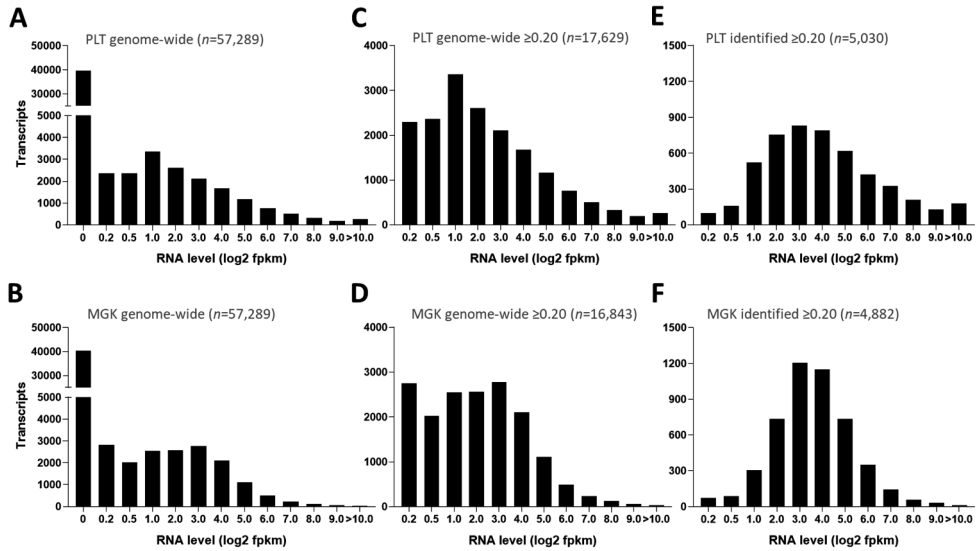 A
PLT genome-wide (n=57,289)
50000
40000
30000
20000
10000
5000
4000
3000
2000
1000
0
Transcripts
0 0.2 0.5 1.0 2.0 3.0 4.0 5.0 6.0 7.0 8.0 9.0 >10.0
RNA level (log2 fpkm)
C
PLT genome-wide ≥0.20 (n=17,629)
4000
3000
2000
1000
0
0.2 0.5 1.0 2.0 3.0 4.0 5.0 6.0 7.0 8.0 9.0 >10.0
RNA level (log2 fpkm)
E
PLT identified ≥0.20 (n=5,030)
1500
1200
900
600
300
0
0.2 0.5 1.0 2.0 3.0 4.0 5.0 6.0 7.0 8.0 9.0 >10.0
RNA level (log2 fpkm)
B
MGK genome-wide (n=57,289)
50000
40000
30000
20000
10000
5000
4000
3000
2000
1000
0
Transcripts
0 0.2 0.5 1.0 2.0 3.0 4.0 5.0 6.0 7.0 8.0 9.0 >10.0
RNA level (log2 fpkm)
D
MGK genome-wide ≥0.20 (n=16,843)
4000
3000
2000
1000
0
0.2 0.5 1.0 2.0 3.0 4.0 5.0 6.0 7.0 8.0 9.0 >10.0
RNA level (log2 fpkm)
F
MGK identified ≥0.20 (n=4,882)
1500
1200
900
600
300
0
0.2 0.5 1.0 2.0 3.0 4.0 5.0 6.0 7.0 8.0 9.0 >10.0
RNA level (log2 fpkm)